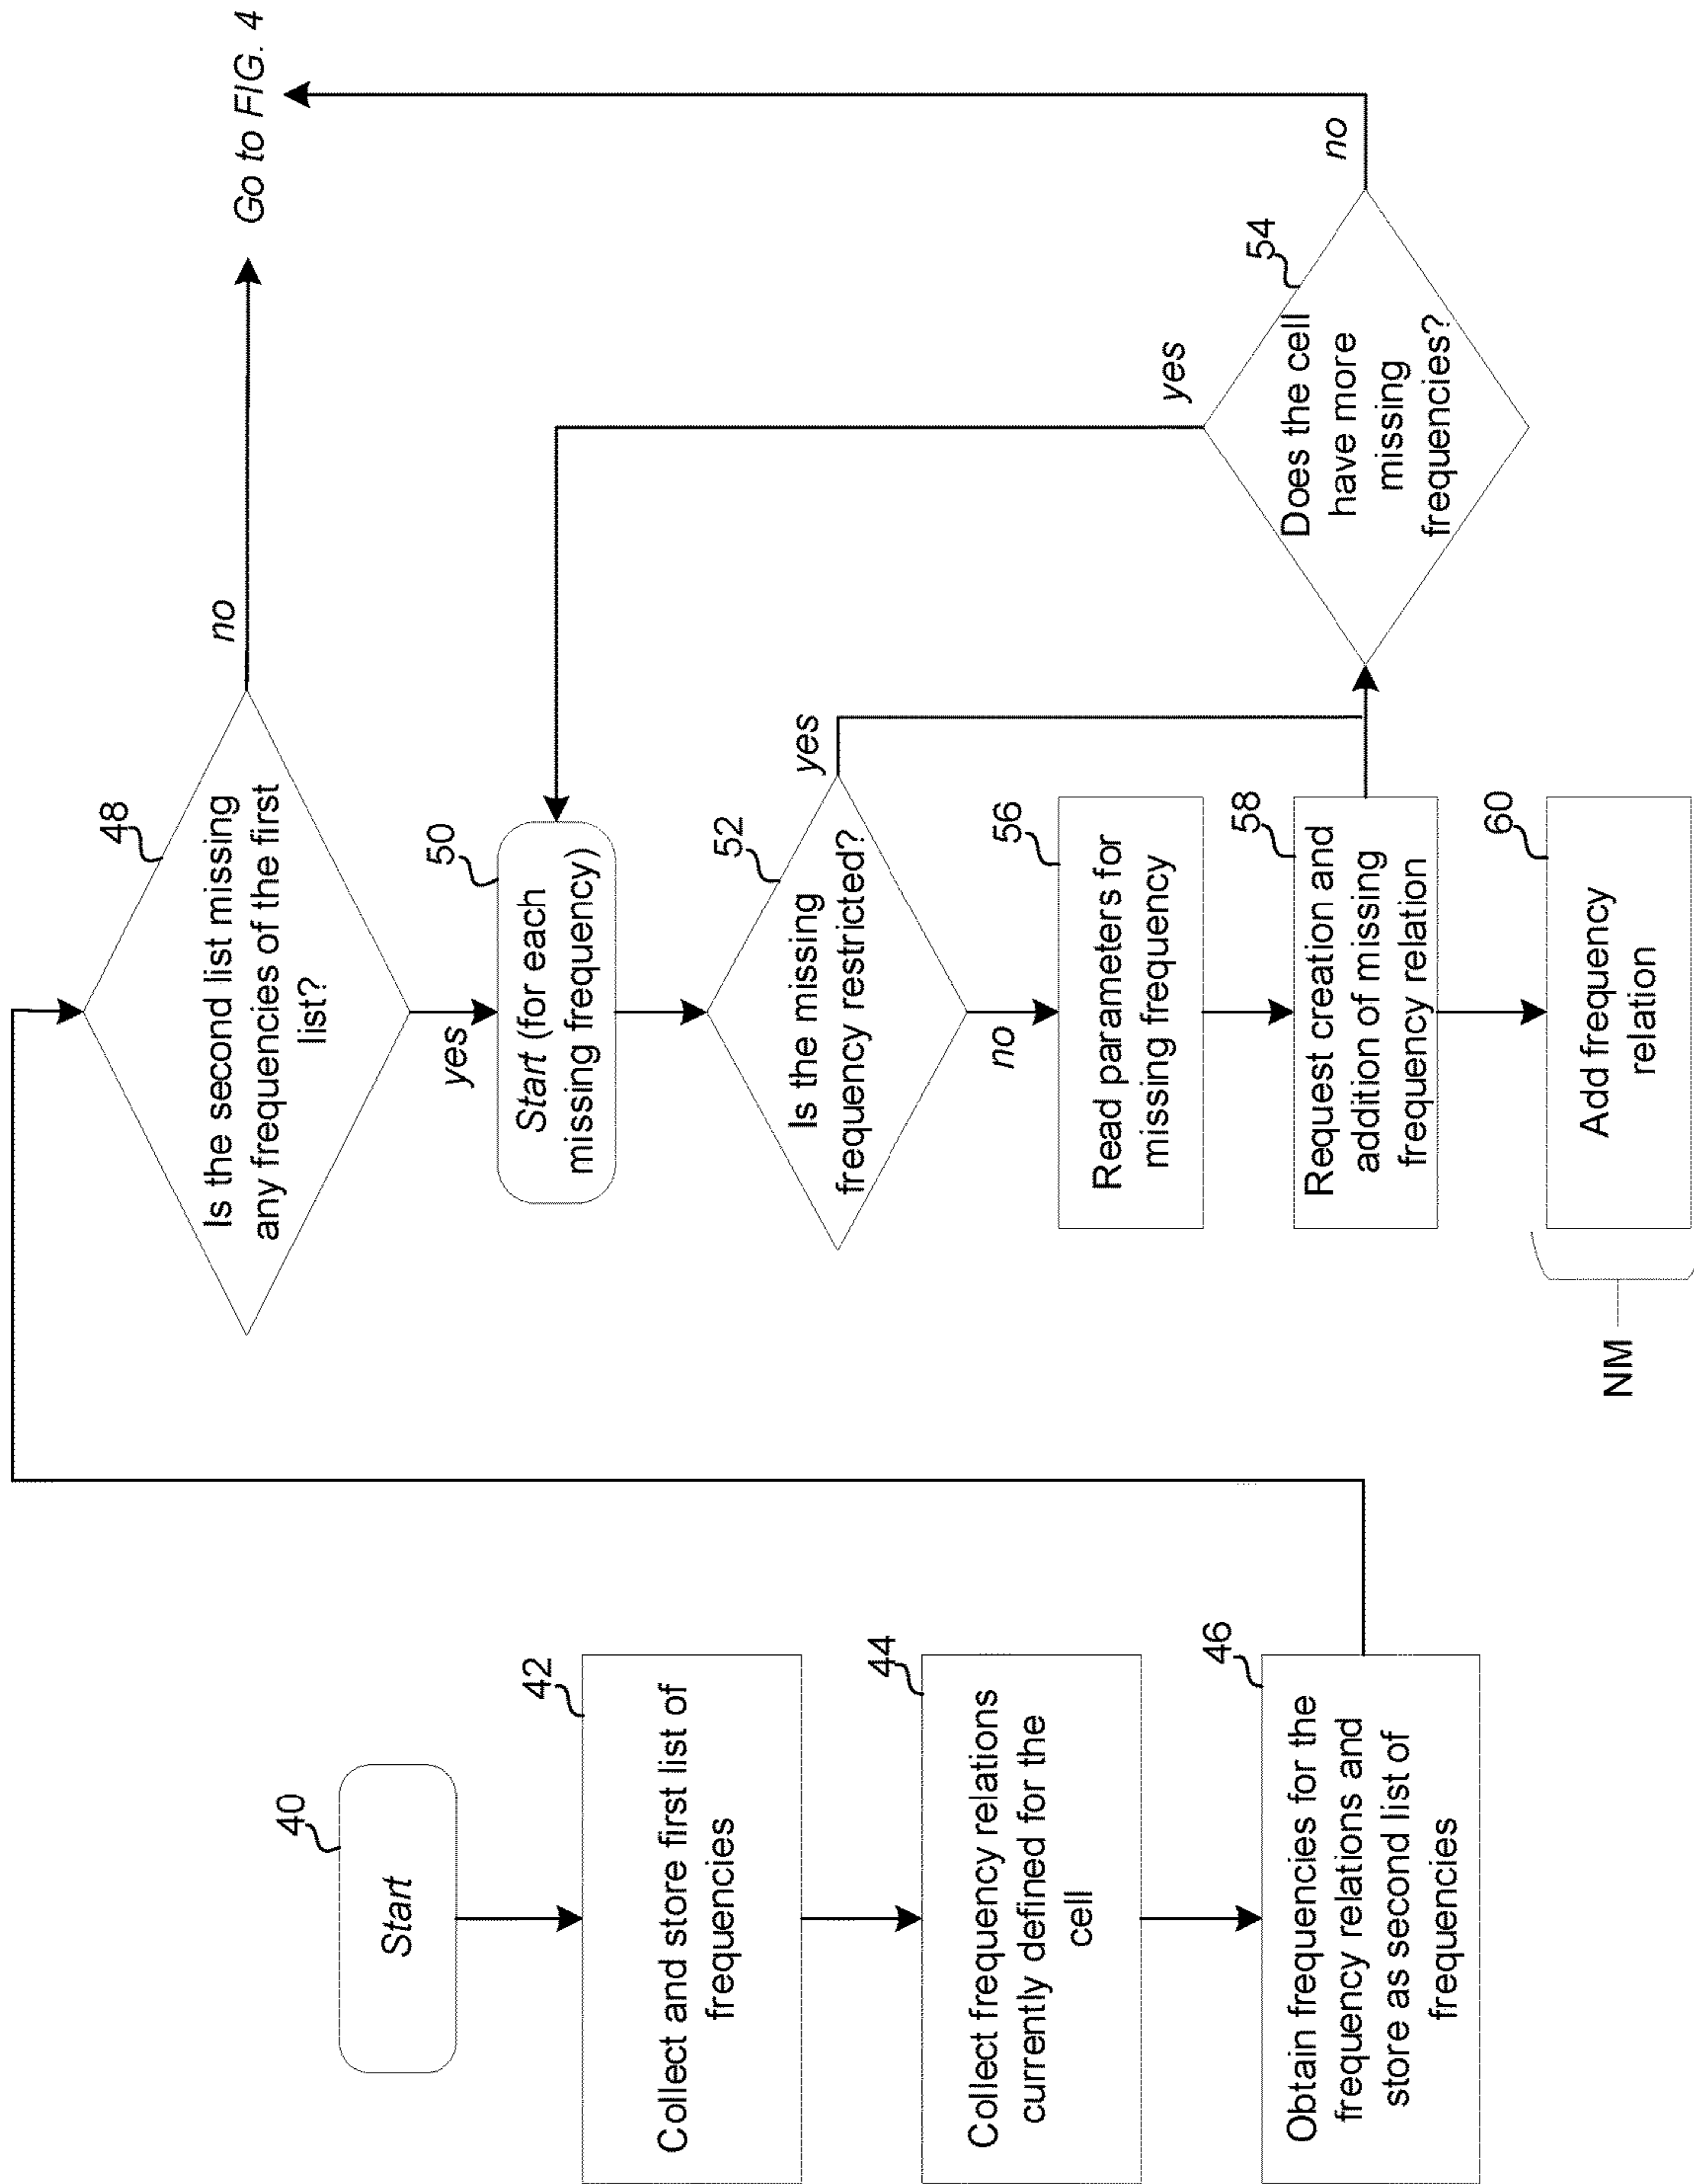 40
Start
42
Collect and store first list of
frequencies
44
Collect frequency relations
currently defined for the
cell
46
Obtain frequencies for the
frequency relations and
store as second list of
frequencies
48
Is the second list missing
any frequencies of the first
list?
no
Go to FIG. 4
yes
50
Start (for each
missing frequency)
52
Is the missing
frequency restricted?
yes
no
56
Read parameters for
missing frequency
58
Request creation and
addition of missing
frequency relation
60
Add frequency
relation
NM
54
Does the cell
have more
missing
frequencies?
yes
no